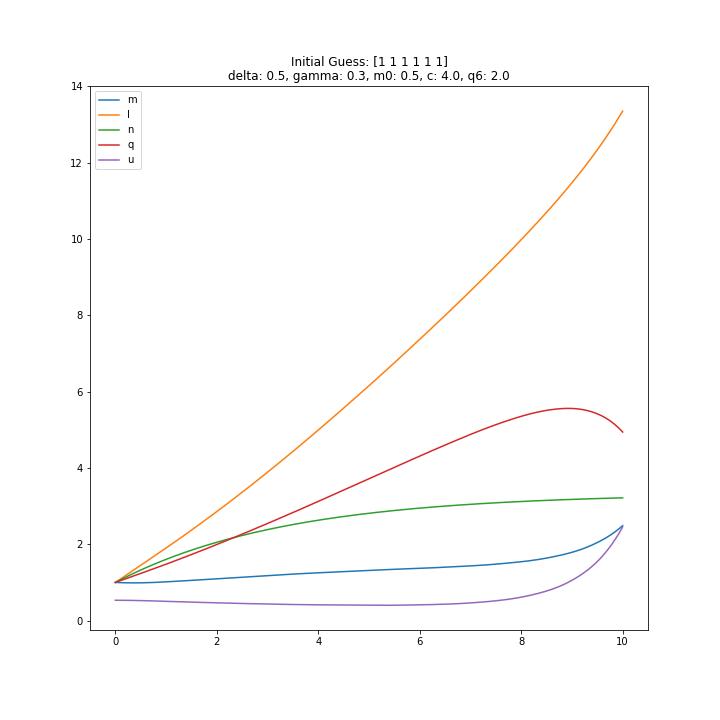 Initial Guess: [1 1 1 1 1 1]
delta: 0.5, gamma: 0.3, m0: 0.5, c: 4.0, q6: 2.0
m
l
n
q
u
14
12
10
8
6
4
2
0
0 2 4 6 8 10